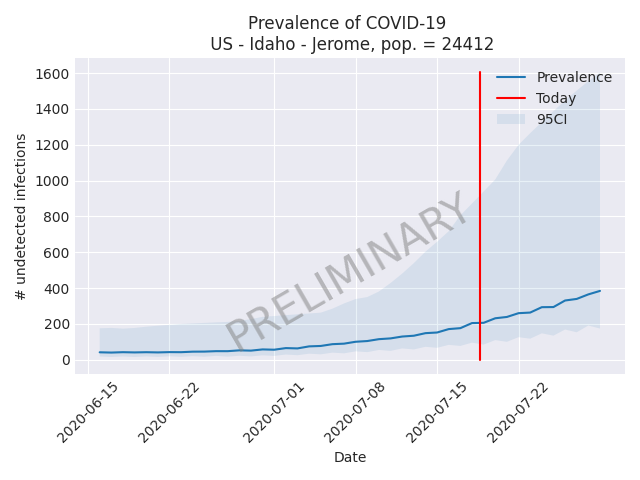 Prevalence of COVID-19
US - Idaho - Jerome, pop. = 24412
1600
1400
1200
1000
800
600
400
200
0
# undetected infections
Prevalence
Today
95CI
PRELIMINARY
2020-06-15
2020-06-22
2020-07-01
2020-07-08
2020-07-15
2020-07-22
Date